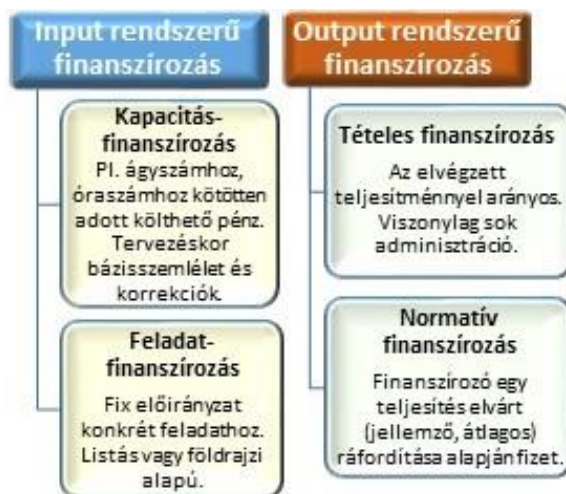 Input rendszerű
finanszírozás
Kapacitás-
finanszírozás
Pl. ágyszámhoz,
óraszámhoz kötötten
adott költhető pénz.
Tervezéskor
bázisszemlélet és
korrekciók.
Feladat-
finanszírozás
Fix előirányzat
konkrét feladathoz.
Listás vagy földrajzi
alapú.
Output rendszerű
finanszírozás
Tételes finanszírozás
Az elvégzett
teljesítménnyel arányos.
Viszonylag sok
adminisztráció.
Normatív
finanszírozás
Finanszírozó egy
teljesítés elvárt
(jellemző, átlagos)
ráfordítása alapján fizet.